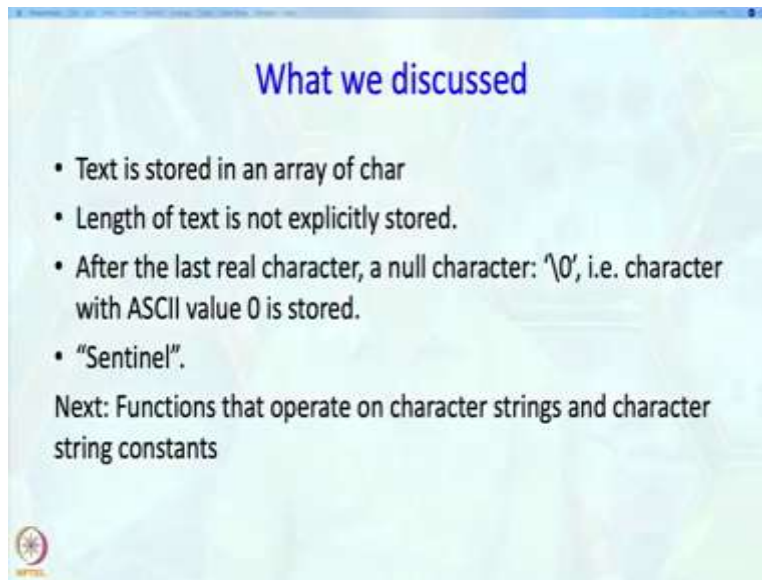 What we discussed
• Text is stored in an array of char
• Length of text is not explicitly stored.
• After the last real character, a null character: ‘\0’, i.e. character
with ASCII value 0 is stored.
• “Sentinel”.
Next: Functions that operate on character strings and character
string constants
NPTEL